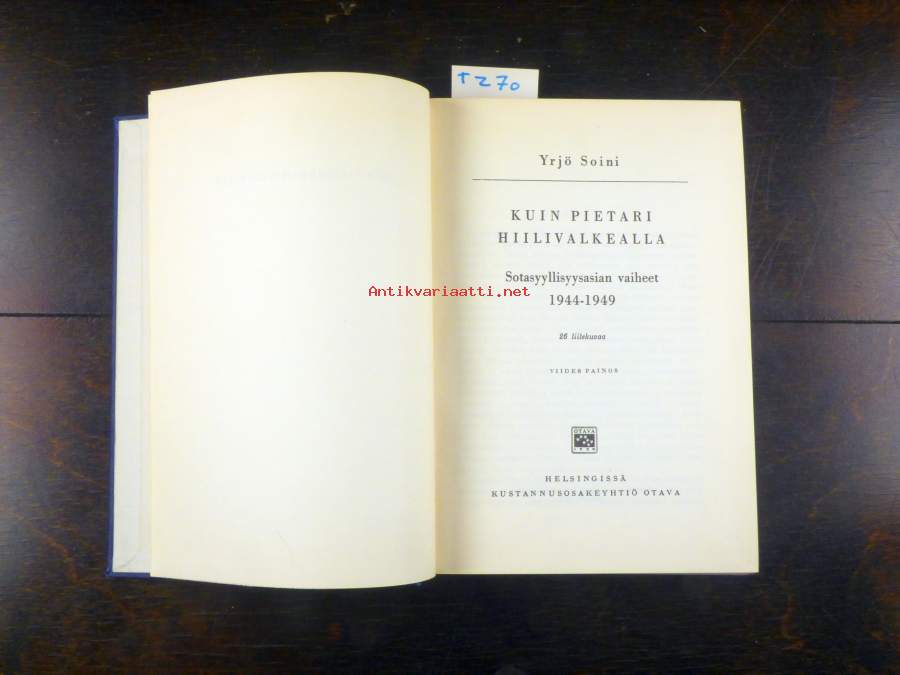 T270
Yrjö Soini
KUIN PIETARI
HIILIVALKEALLA
Sotasyyllisyysasian vaiheet
Antikvariaatti.net
1944-1949
26 liitekuvaa
VIIDES PAINOS
OTAVA
HELSINGISSÄ
KUSTANNUSOSAKEYHTIÖ OTAVA